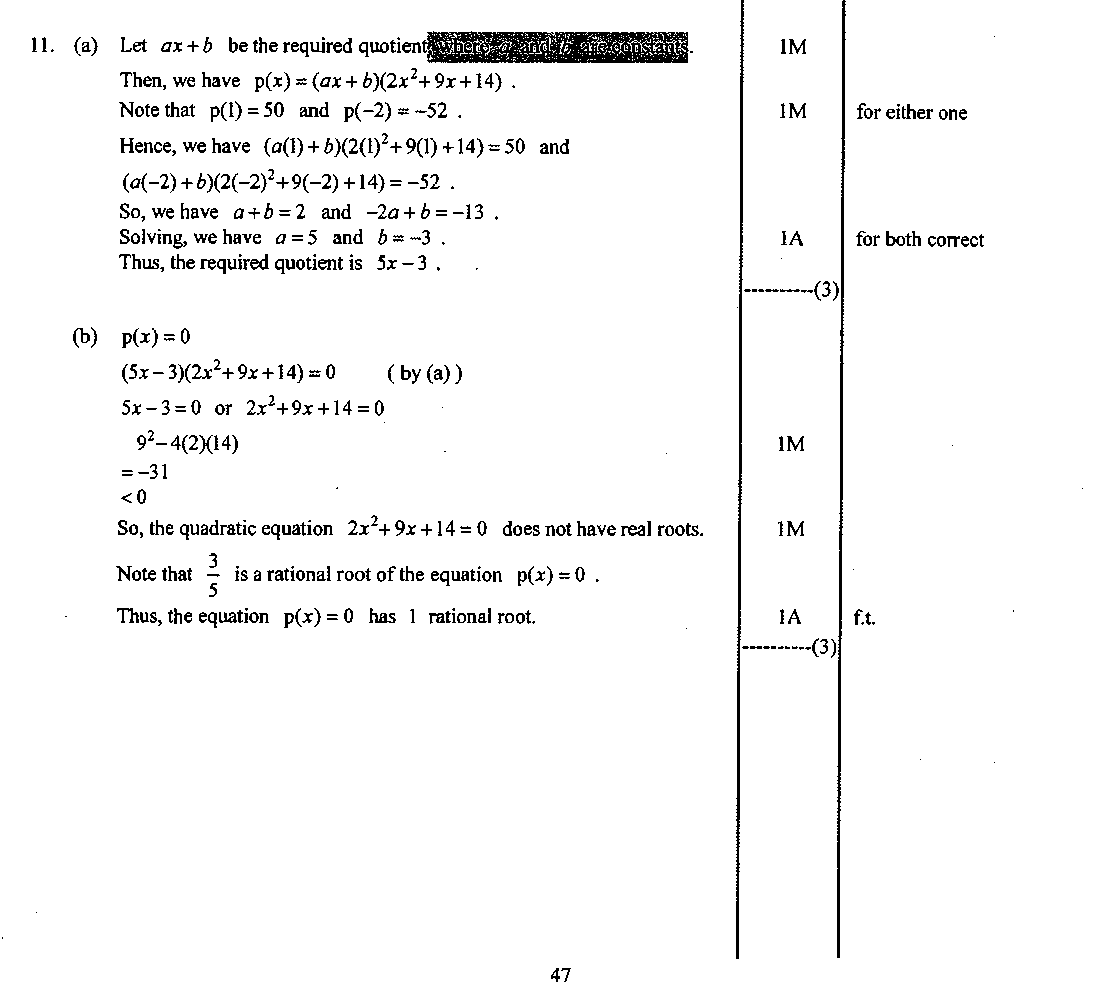 11. (a) Let ax + b be the required quotient where a and b are constants. 1M
Then, we have p(x) = (ax + b)(2x²+ 9x + 14) .
Note that p(1) = 50 and p(−2) = −52 . 1M for either one
Hence, we have (a(1) + b)(2(1)²+ 9(1) + 14) = 50 and
(a(−2) + b)(2(−2)²+9(−2) + 14) = −52 .
So, we have a + b = 2 and −2a + b = −13 .
Solving, we have a = 5 and b = −3 . 1A for both correct
Thus, the required quotient is 5x − 3 .
----------(3)
(b) p(x) = 0
(5x − 3)(2x²+ 9x + 14) = 0 ( by (a) )
5x − 3 = 0 or 2x²+ 9x + 14 = 0
9²− 4(2)(14) 1M
= −31
< 0
So, the quadratic equation 2x²+ 9x + 14 = 0 does not have real roots. 1M
Note that 3/5 is a rational root of the equation p(x) = 0 .
Thus, the equation p(x) = 0 has 1 rational root. 1A f.t.
----------(3)
47